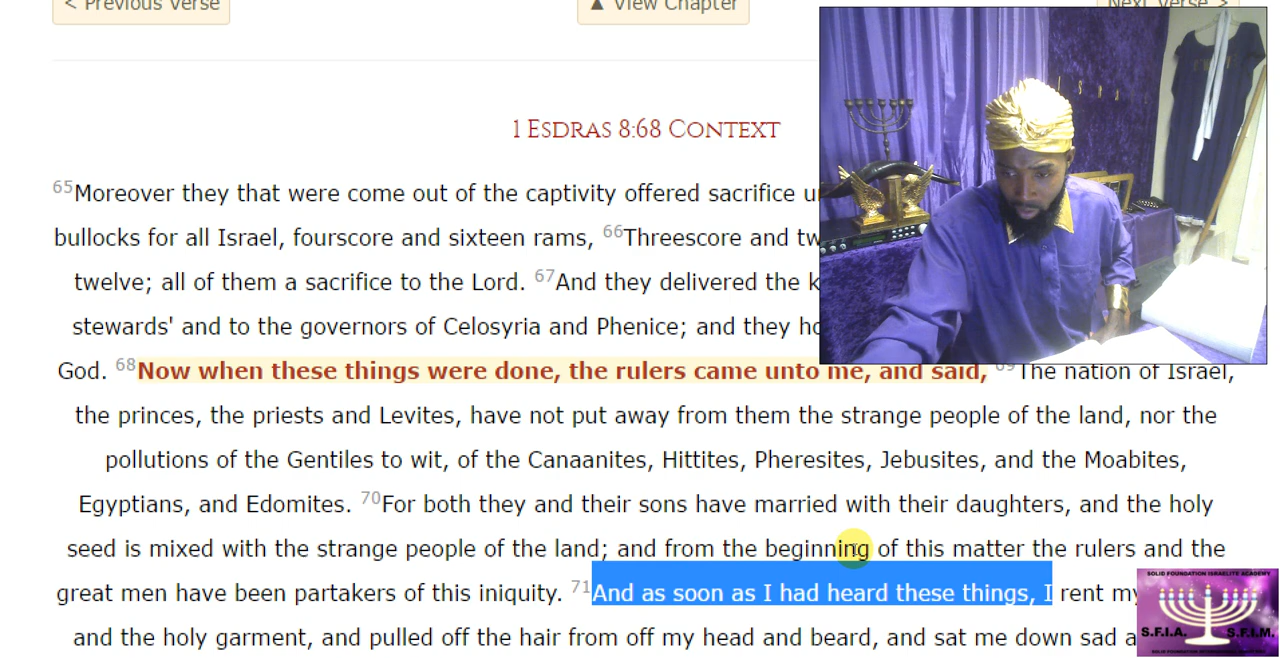 < Previous Verse
▲ View Chapter
Next Verse >
1 ESDRAS 8:68 CONTEXT
65Moreover they that were come out of the captivity offered sacrifice
bullocks for all Israel, fourscore and sixteen rams, 66Threescore and
twelve; all of them a sacrifice to the Lord. 67And they delivered the
stewards' and to the governors of Celosyria and Phenice; and they
God. 68Now when these things were done, the rulers came unto me, and said, 69The nation of Israel,
the princes, the priests and Levites, have not put away from them the strange people of the land, nor the
pollutions of the Gentiles to wit, of the Canaanites, Hittites, Pheresites, Jebusites, and the Moabites,
Egyptians, and Edomites. 70For both they and their sons have married with their daughters, and the holy
seed is mixed with the strange people of the land; and from the beginning of this matter the rulers and the
great men have been partakers of this iniquity. 71And as soon as I had heard these things, I rent my
and the holy garment, and pulled off the hair from off my head and beard, and sat me down sad
SOLID FOUNDATION ISRAELITE ACADEMY
S.F.I.A. S.F.I.M.